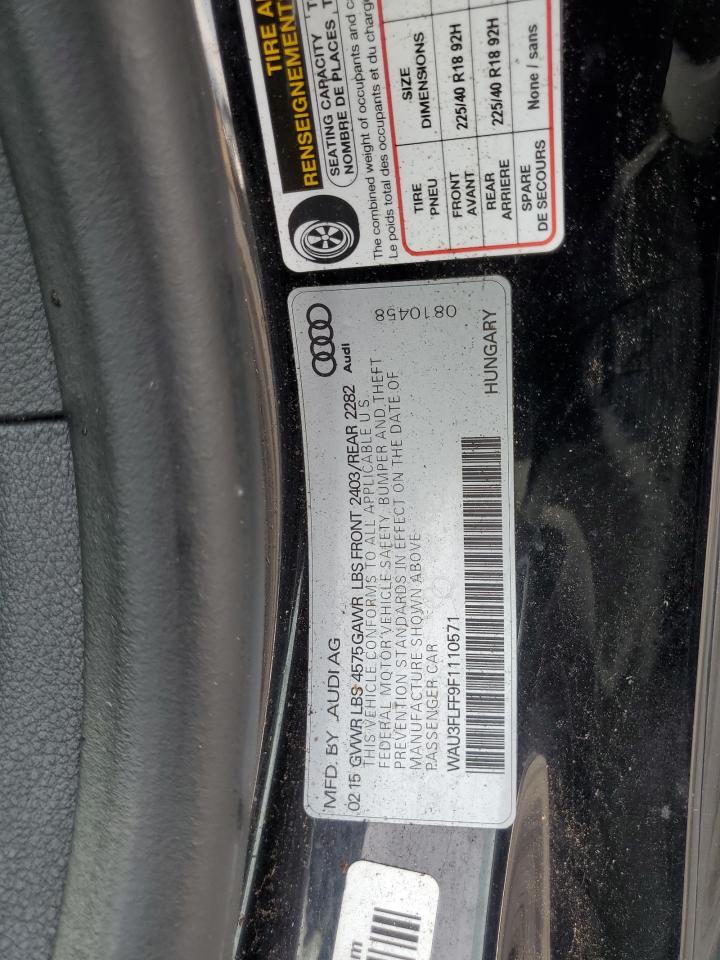 TIRE
RENSEIGNEMENT
SEATING CAPACITY
NOMBRE DE PLACES
The combined weight of occupants and
Le poids total des occupants et du
TIRE
PNEU
SIZE
DIMENSIONS
FRONT
AVANT
225/40 R18 92H
REAR
ARRIERE
225/40 R18 92H
SPARE
DE SECOURS
None / sans
MFD. BY AUDI AG
Audi
02 15 GVWR LBS 4575 GAWR LBS FRONT 2403/REAR 2282
THIS VEHICLE CONFORMS TO ALL APPLICABLE U.S.
FEDERAL MOTOR VEHICLE SAFETY, BUMPER AND THEFT
PREVENTION STANDARDS IN EFFECT ON THE DATE OF
MANUFACTURE SHOWN ABOVE
PASSENGER CAR
0810458
WAU3FLFF9F1110571
HUNGARY
m